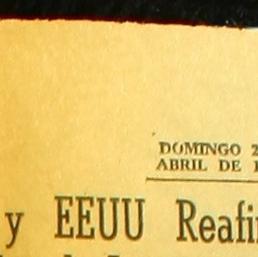 DOMINGO 2
ABRIL DE
y EEUU Reafi